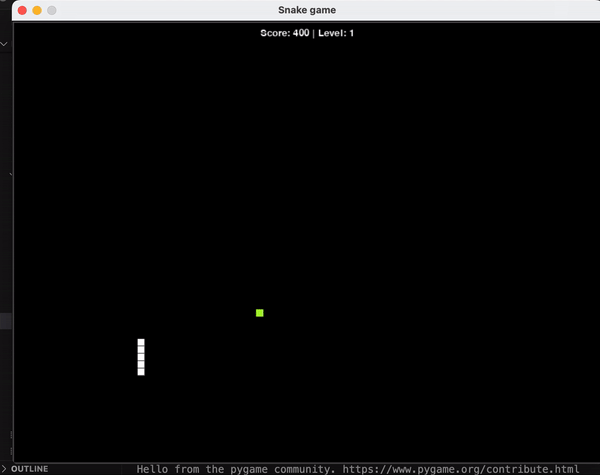 Snake game
Score: 400 | Level: 1
OUTLINE
Hello from the pygame community. https://www.pygame.org/contribute.html